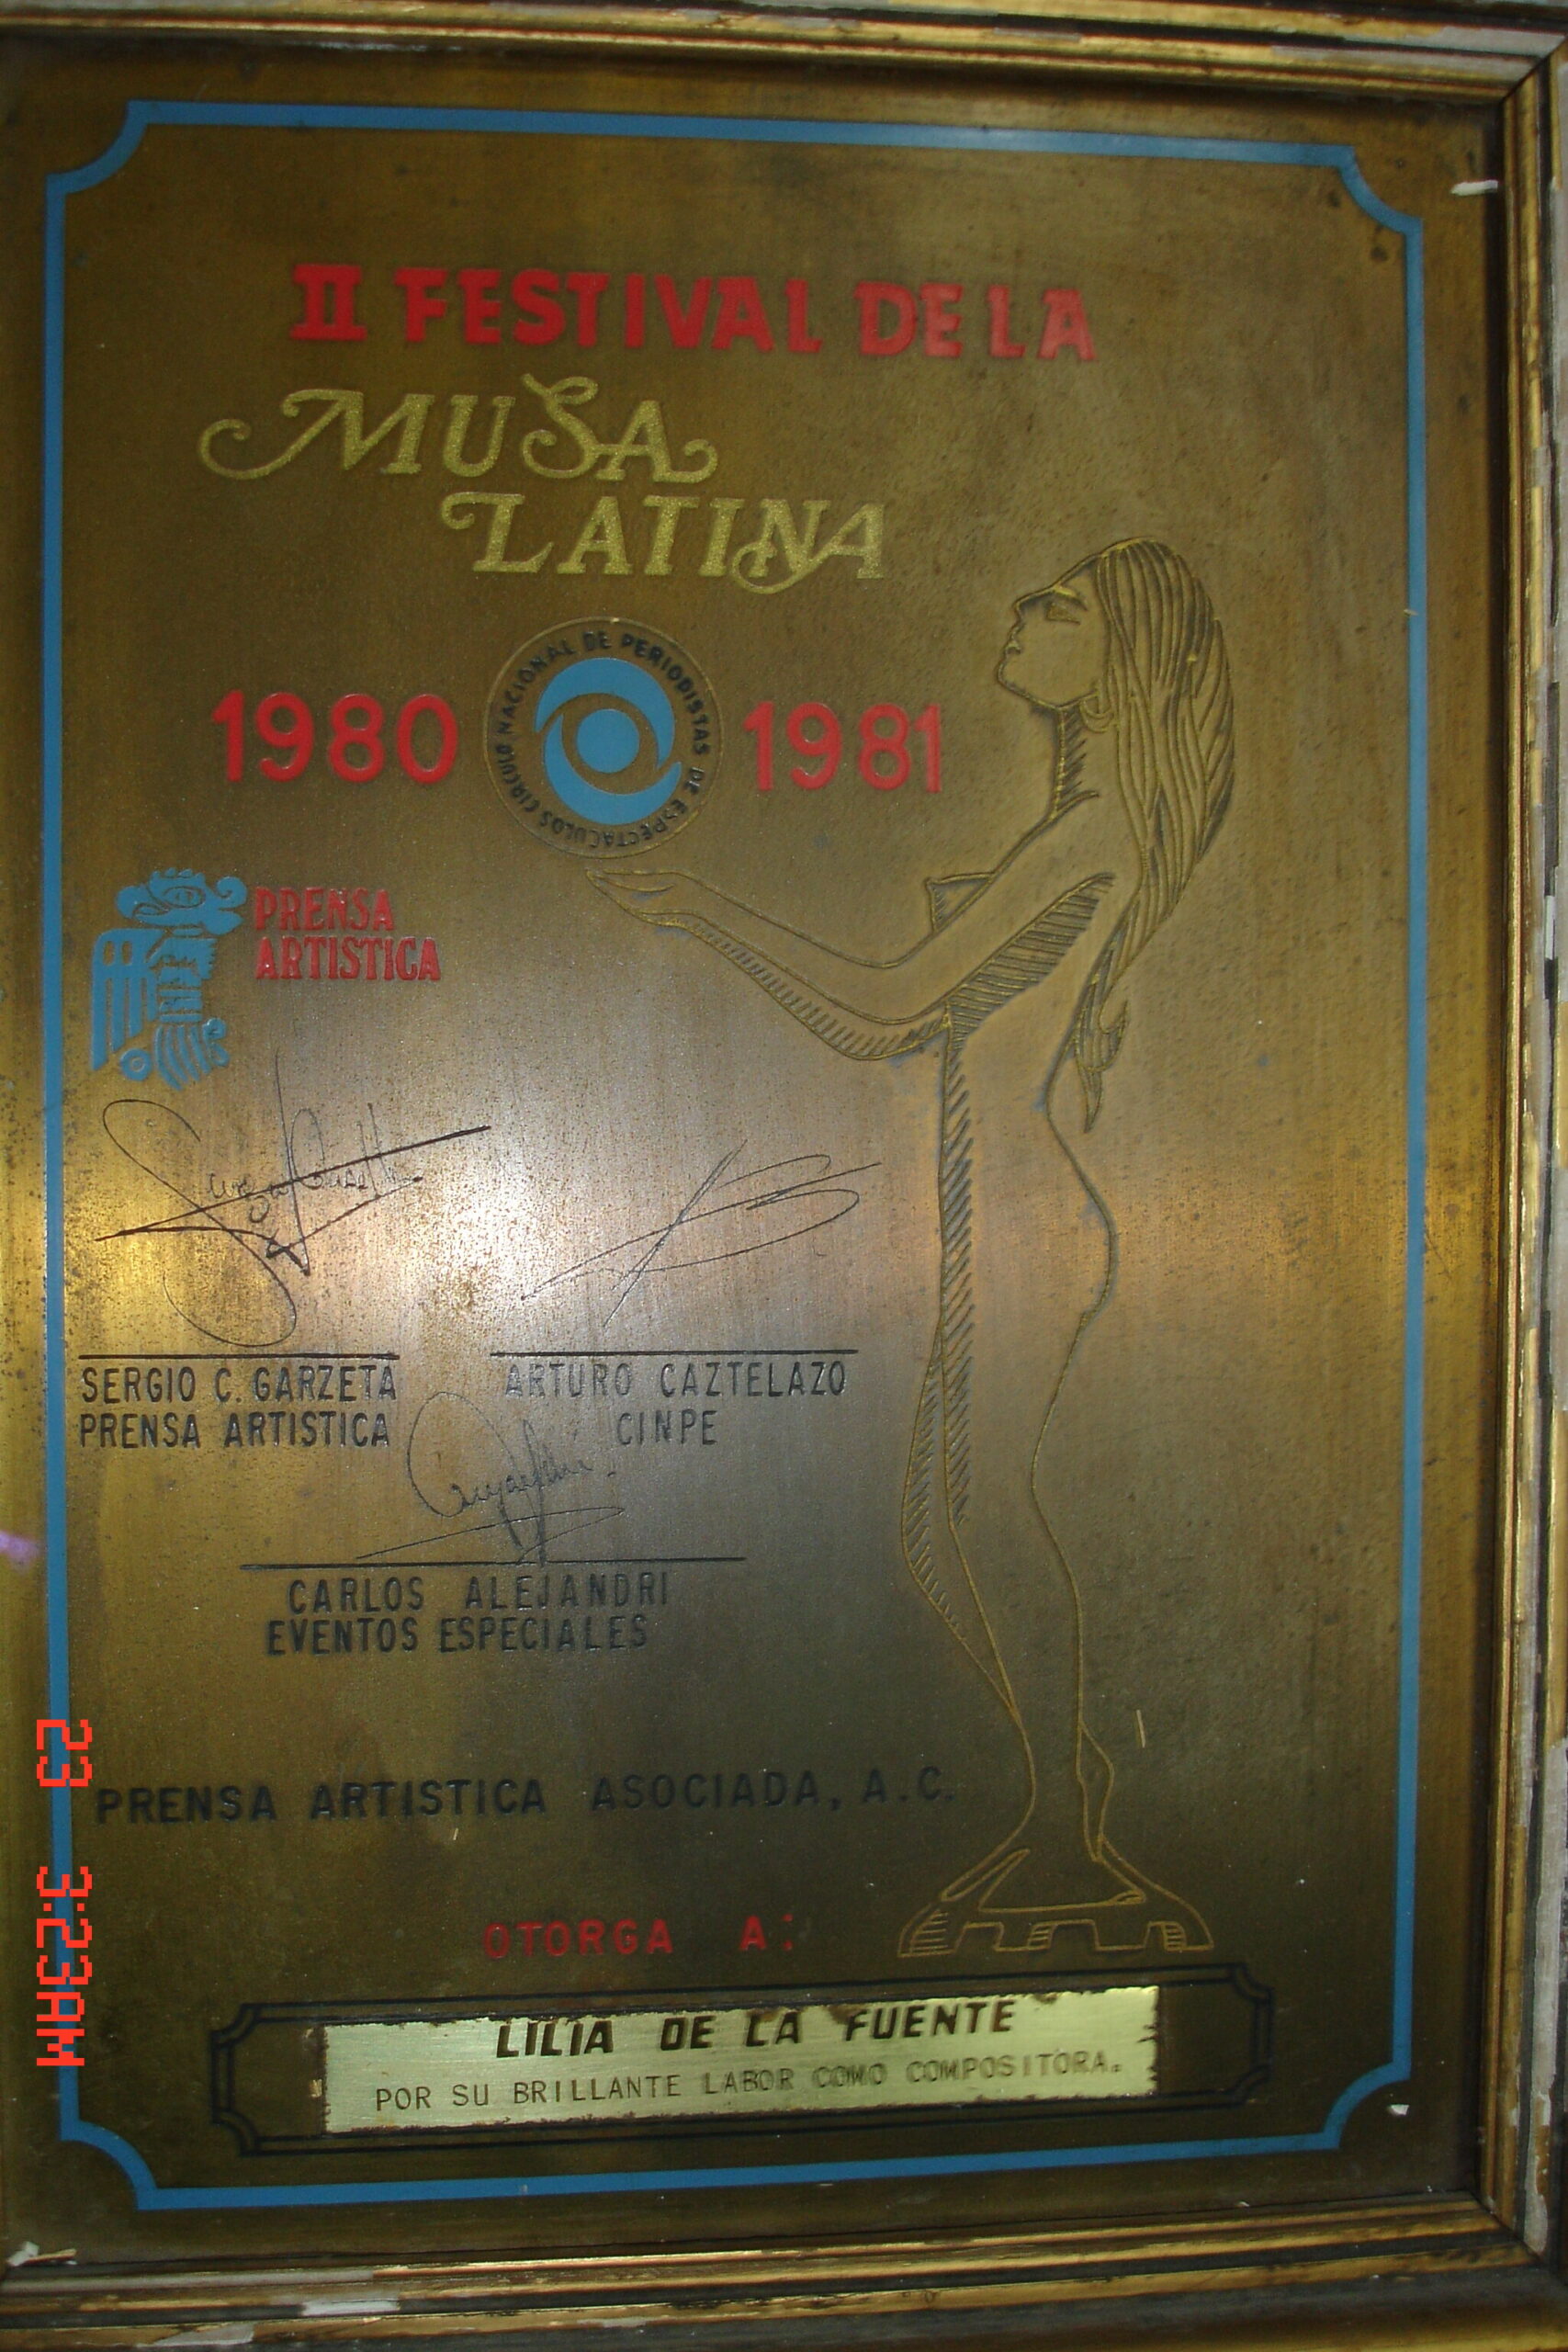 II FESTIVAL DE LA
MUSA
LATINA
1980
CIRCULO NACIONAL DE PERIODISTAS DE ESPECTACULOS
1981
PRENSA
ARTISTICA
SERGIO C. GARZETA
PRENSA ARTISTICA
ARTURO CAZTELAZO
CINPE
CARLOS ALEJANDRI
EVENTOS ESPECIALES
PRENSA ARTISTICA ASOCIADA, A.C.
OTORGA A:
LILIA DE LA FUENTE
POR SU BRILLANTE LABOR COMO COMPOSITORA.
23 3:23AM